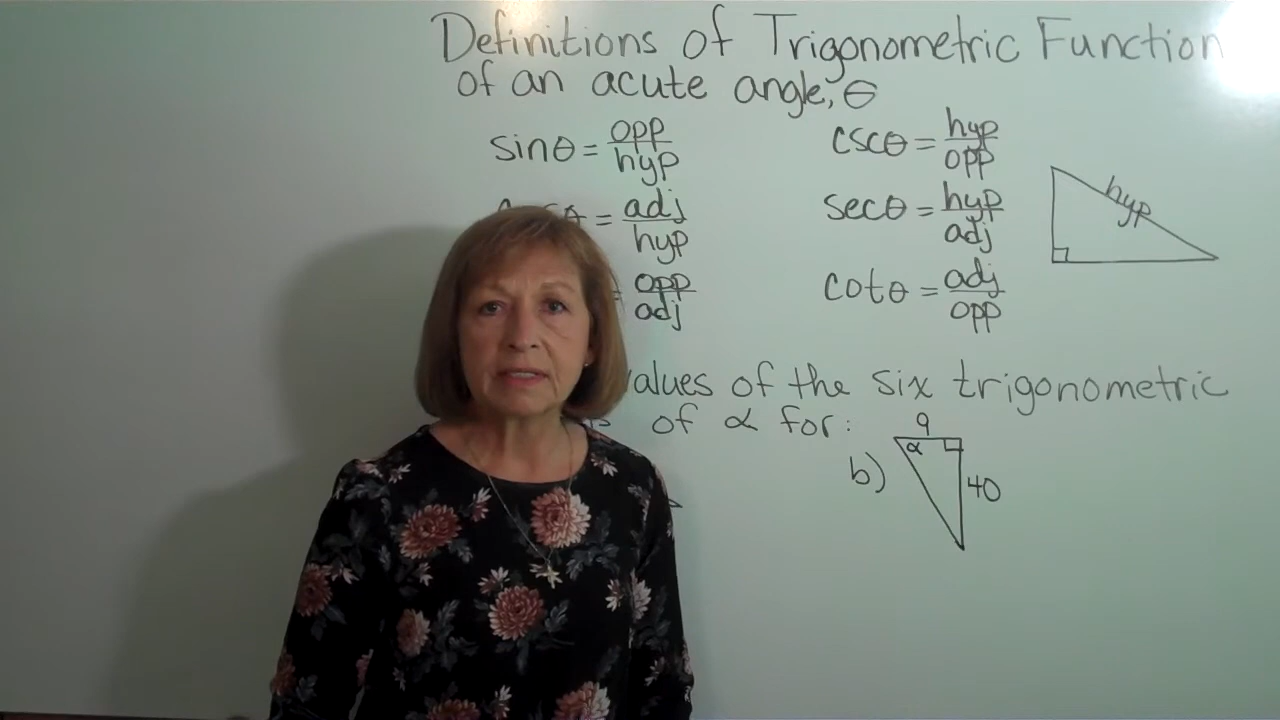 Definitions of Trigonometric Function
of an acute angle, θ
sinθ = opp/hyp
cscθ = hyp/opp
= adj/hyp
secθ = hyp/adj
hyp
= opp/adj
cotθ = adj/opp
values of the six trigonometric
of α for:
b)
9
α
40